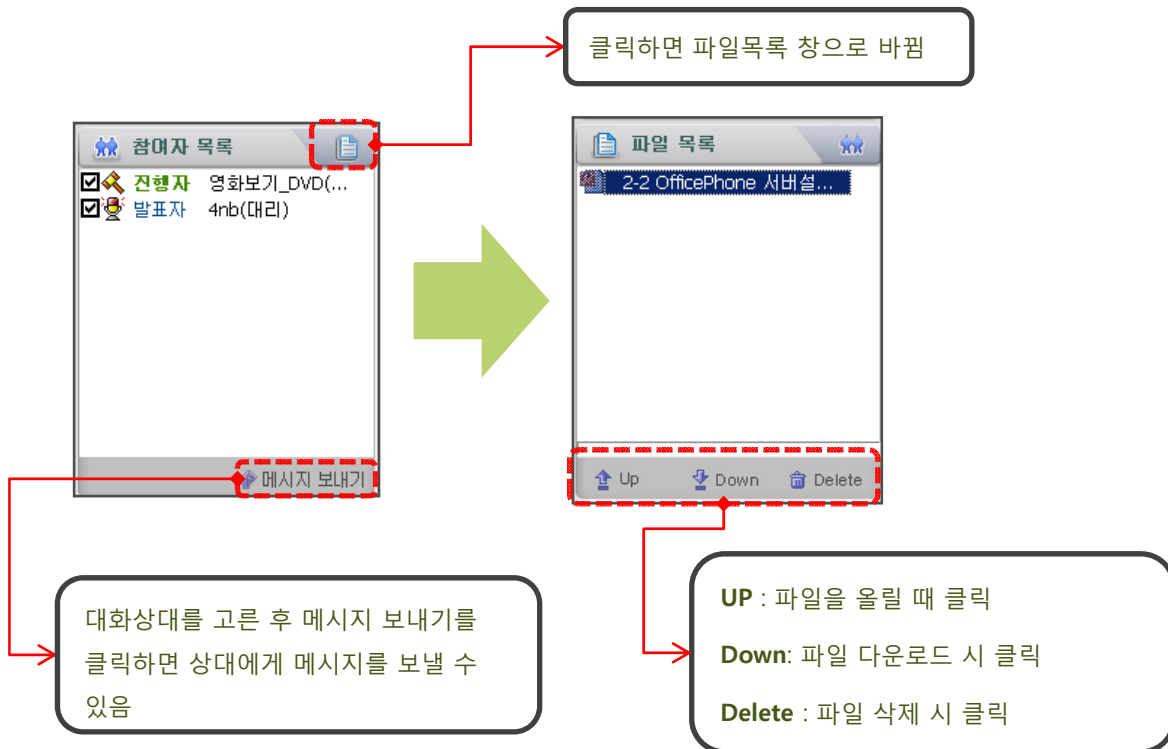 클릭하면 파일목록 창으로 바뀜
참여자 목록
진행자 영화보기_DVD(...
발표자 4nb(대리)
메시지 보내기
파일 목록
2-2 OfficePhone 서버설...
Up Down Delete
대화상대를 고른 후 메시지 보내기를
클릭하면 상대에게 메시지를 보낼 수
있음
UP : 파일을 올릴 때 클릭
Down: 파일 다운로드 시 클릭
Delete : 파일 삭제 시 클릭